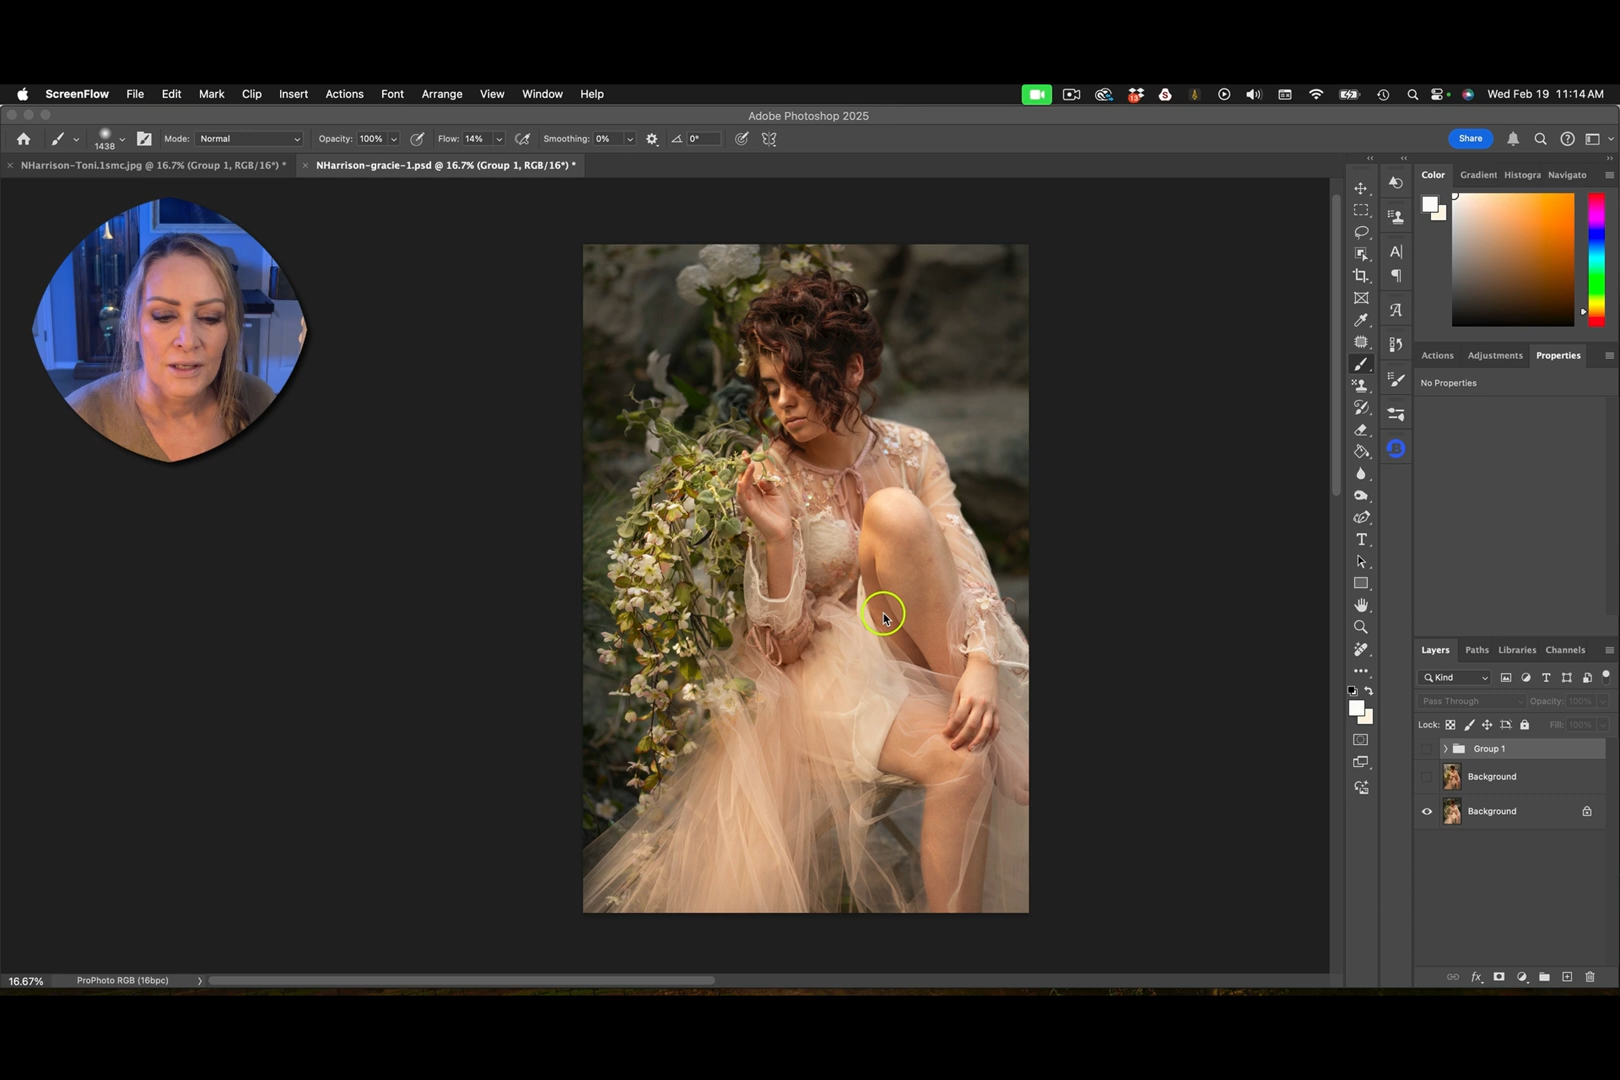 ScreenFlow File Edit Mark Clip Insert Actions Font Arrange View Window Help Wed Feb 19 11:14 AM
Adobe Photoshop 2025
1438 Mode: Normal Opacity: 100% Flow: 14% Smoothing: 0% 0° Share
NHarrison-Toni.1smc.jpg @ 16.7% (Group 1, RGB/16*) * NHarrison-gracie-1.psd @ 16.7% (Group 1, RGB/16*) *
Color Gradient Histogra Navigato
Actions Adjustments Properties
No Properties
Layers Paths Libraries Channels
Kind
Pass Through Opacity: 100%
Lock: Fill: 100%
Group 1
Background
Background
16.67% ProPhoto RGB (16bpc)